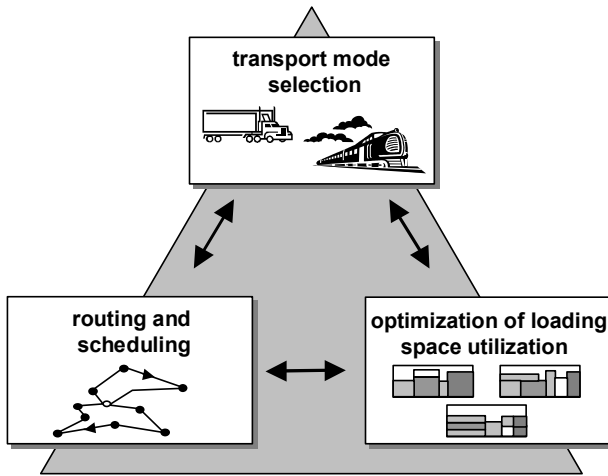 transport mode
selection
routing and
scheduling
optimization of loading
space utilization